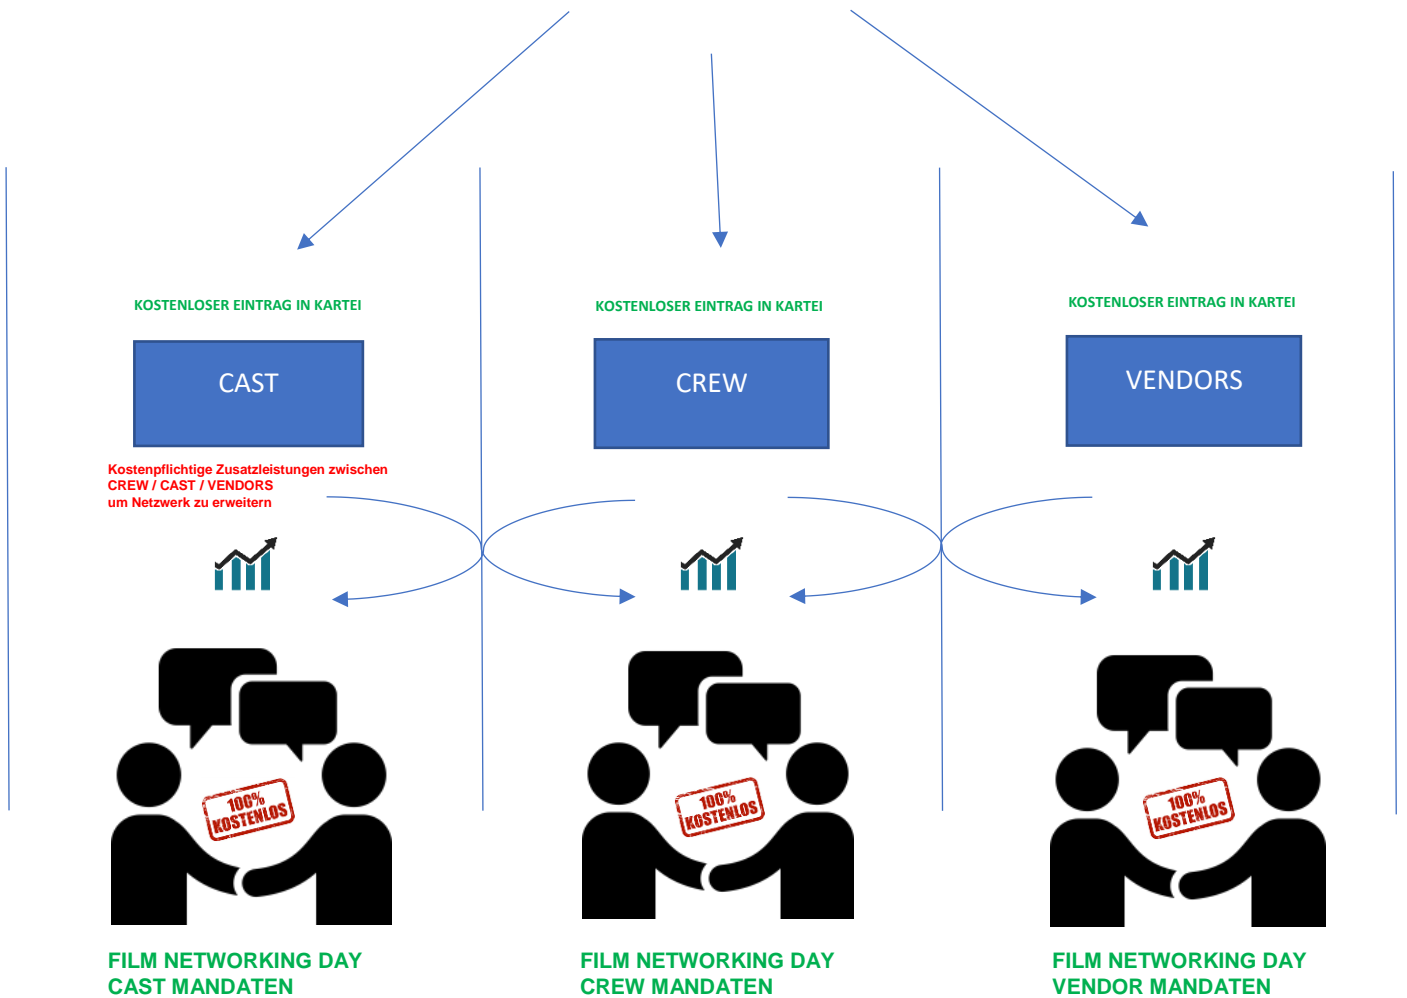 KOSTENLOSER EINTRAG IN KARTEI
KOSTENLOSER EINTRAG IN KARTEI
KOSTENLOSER EINTRAG IN KARTEI
CAST
CREW
VENDORS
Kostenpflichtige Zusatzleistungen zwischen
CREW / CAST / VENDORS
um Netzwerk zu erweitern
100%
KOSTENLOS
100%
KOSTENLOS
100%
KOSTENLOS
FILM NETWORKING DAY
CAST MANDATEN
FILM NETWORKING DAY
CREW MANDATEN
FILM NETWORKING DAY
VENDOR MANDATEN